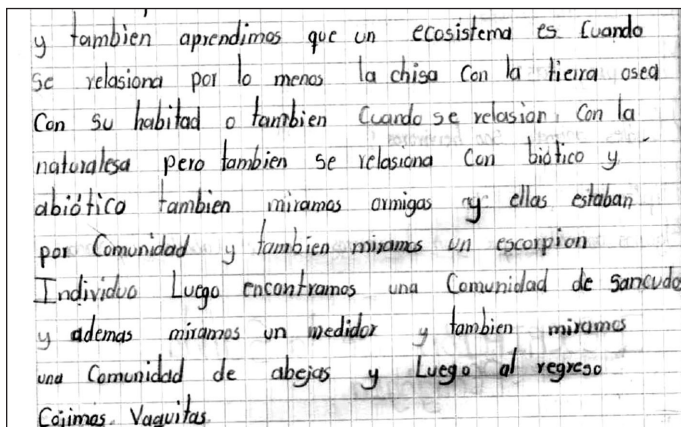 y tambien aprendimos que un ecosistema es Cuando
se relasiona por lo menos la chisa Con la tierra osea
Con su habitad o tambien Cuando se relasion Con la
naturalesa pero tambien se relasiona Con biótico y
abiótico tambien miramos ormigas y ellas estaban
por Comunidad y tambien miramos un escorpion
Individuo Luego encontramos una Comunidad de sancudos
y ademas miramos un medidor y tambien miramos
una Comunidad de abejas y Luego al regreso
Cojimos Vaquitas